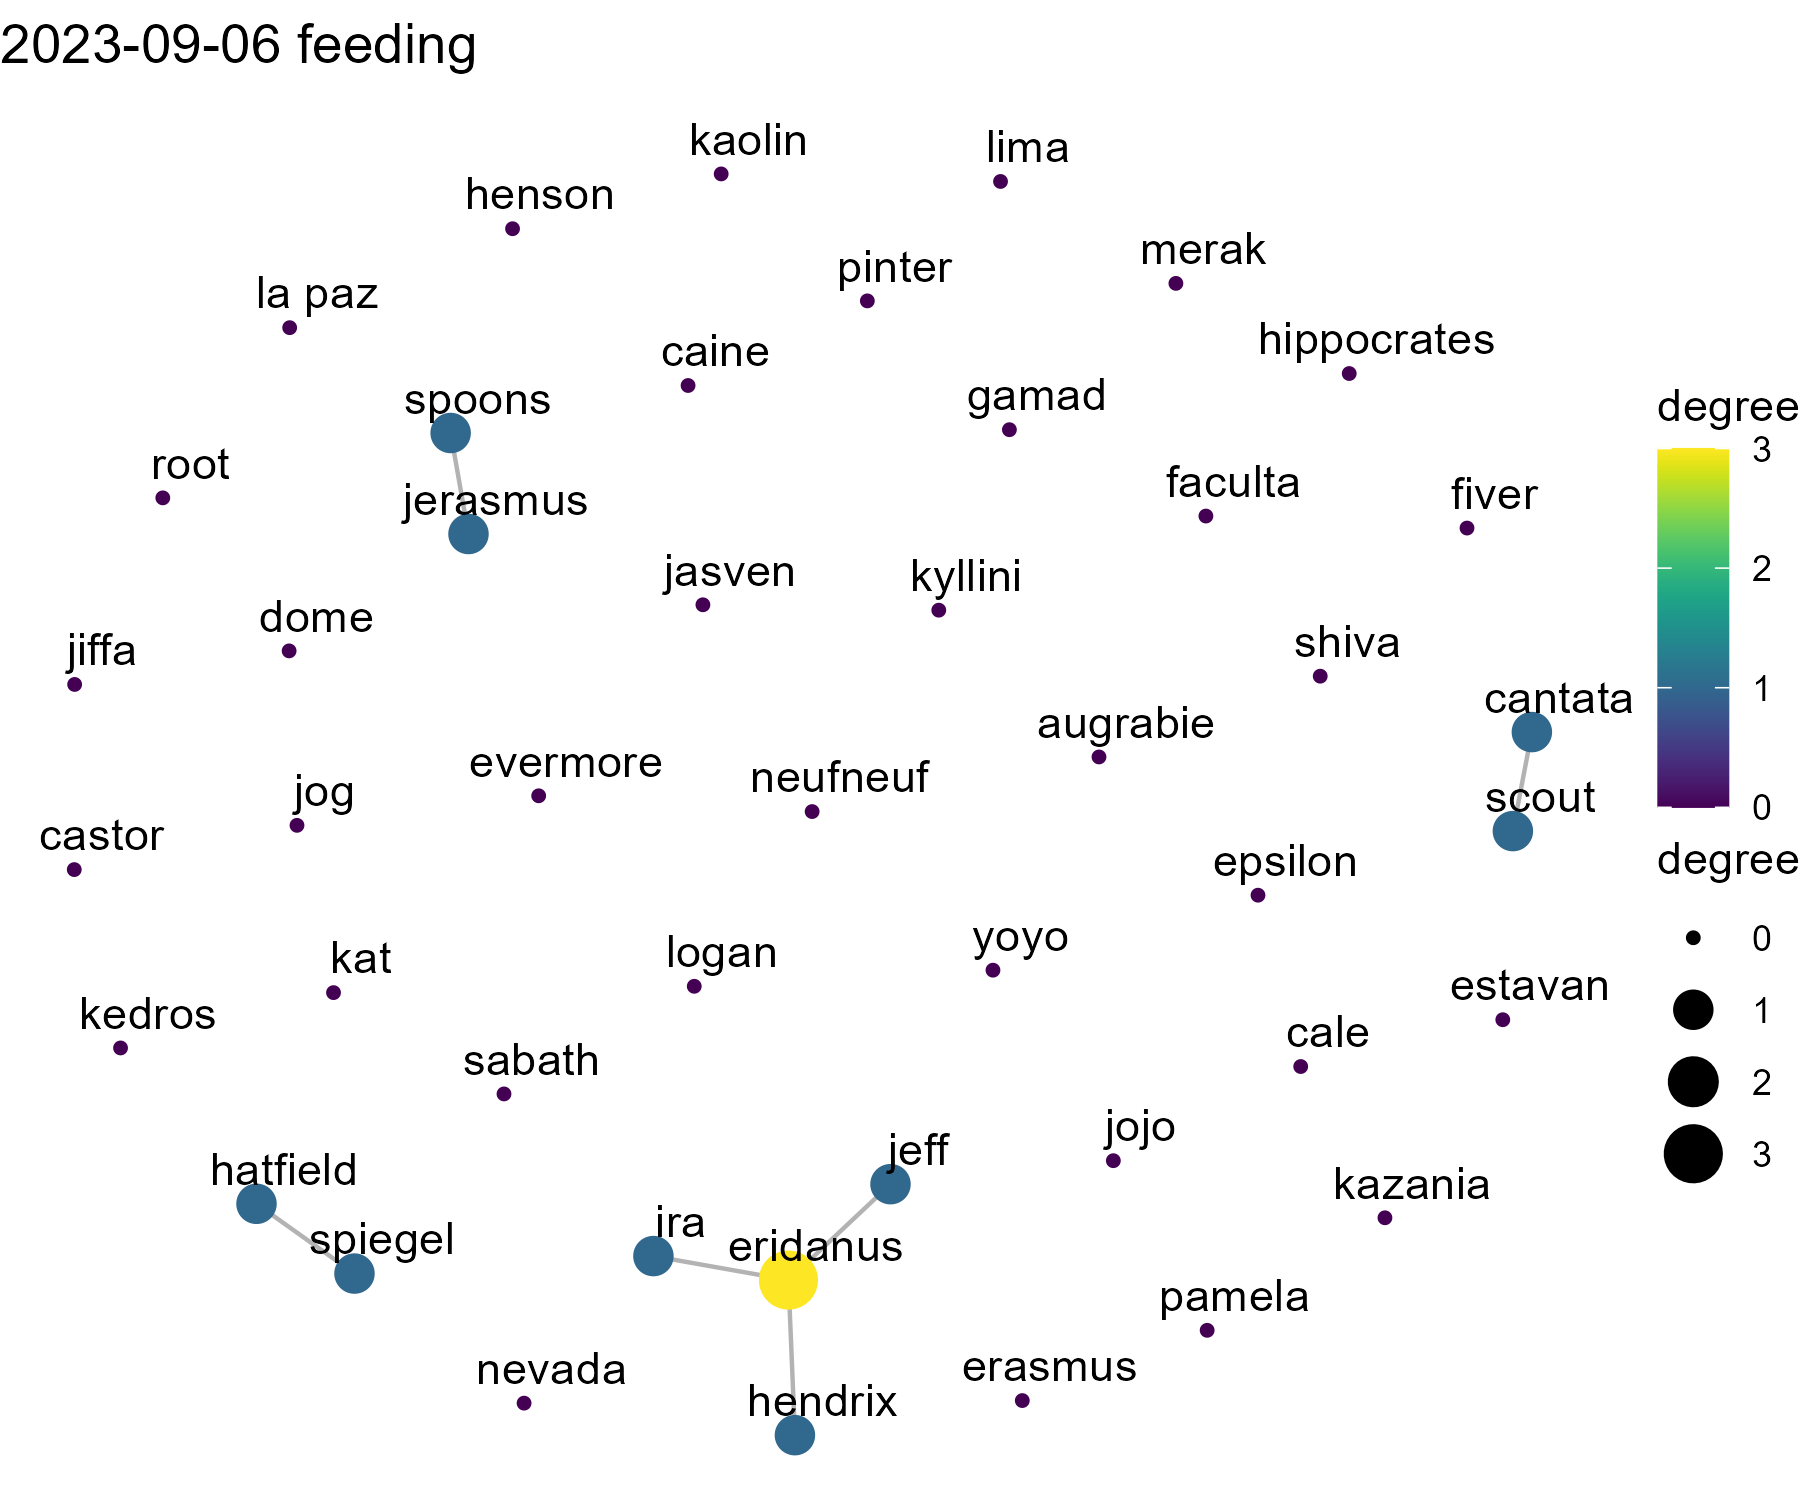 2023-09-06 feeding
kaolin
lima
henson
merak
pinter
la paz
hippocrates
caine
gamad
spoons
root
faculta
fiver
jerasmus
jasven
kyllini
dome
shiva
jiffa
cantata
augrabie
evermore
neufneuf
jog
scout
castor
epsilon
yoyo
logan
kat
estavan
kedros
cale
sabath
jojo
jeff
hatfield
kazania
ira
spiegel
eridanus
pamela
erasmus
nevada
hendrix
degree
3
2
1
0
degree
0
1
2
3